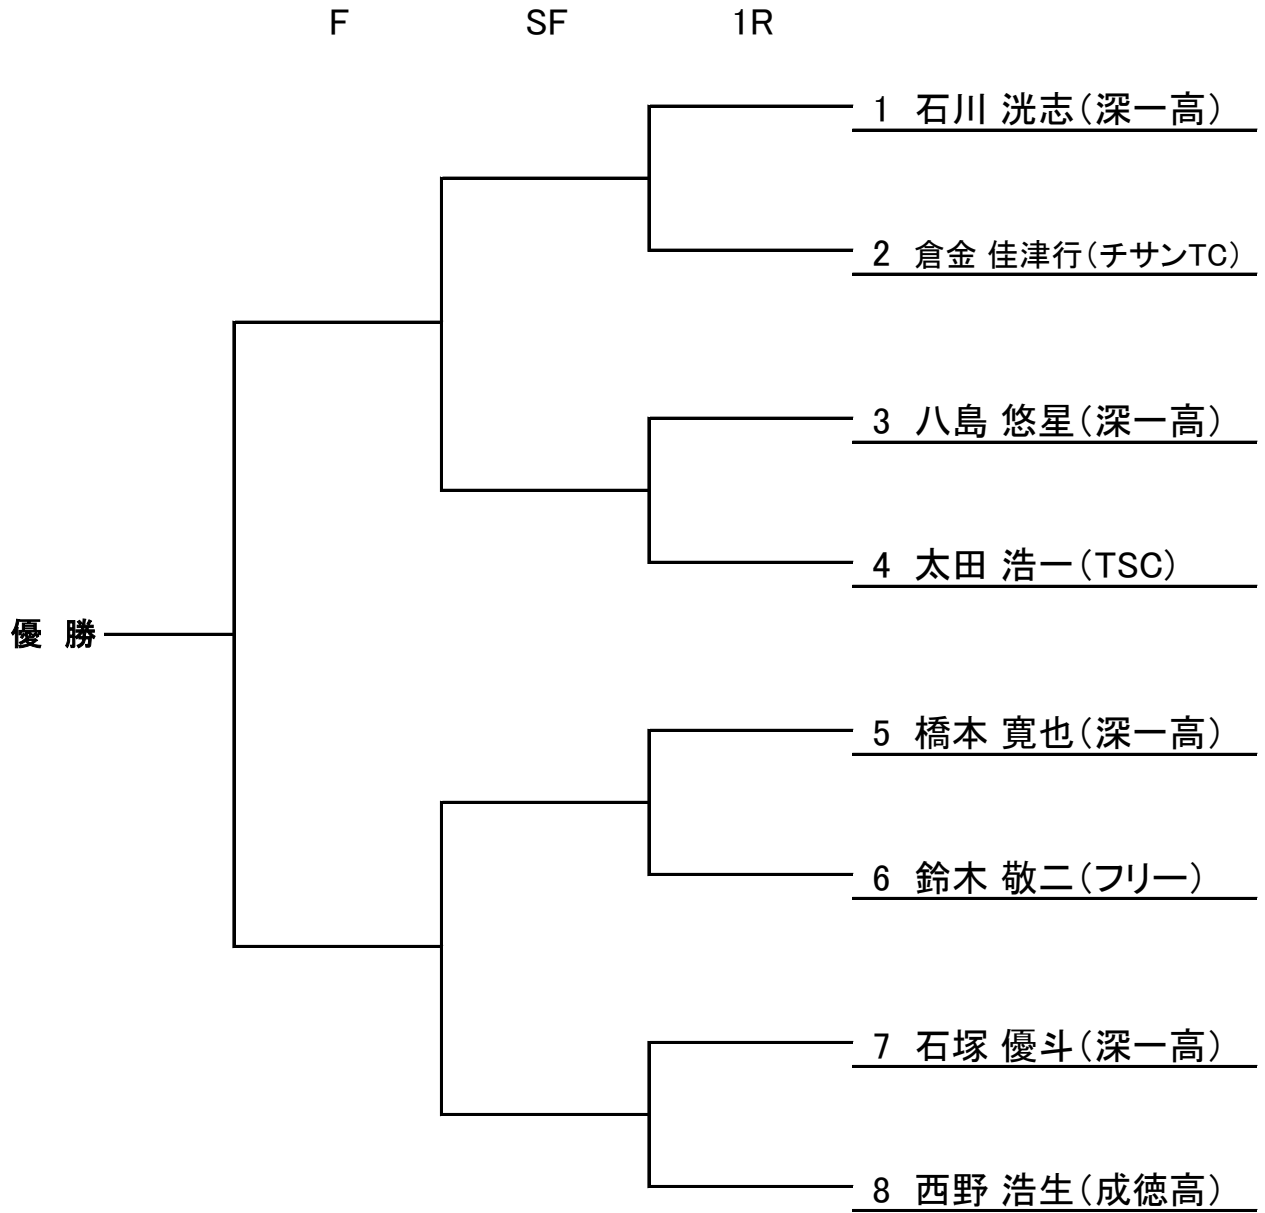 F SF 1R
1 石川 洸志（深一高）
2 倉金 佳津行（チサンTC）
3 八島 悠星（深一高）
4 太田 浩一（TSC）
優 勝
5 橋本 寛也（深一高）
6 鈴木 敬二（フリー）
7 石塚 優斗（深一高）
8 西野 浩生（成徳高）